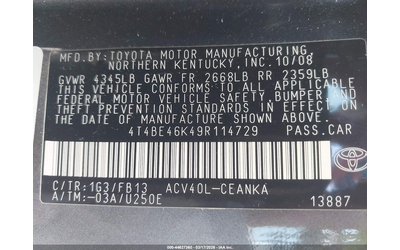 MFD.BY:TOYOTA MOTOR MANUFACTURING,
NORTHERN KENTUCKY, INC. 10/08
GVWR 4345LB GAWR FR 2668LB RR 2359LB
THIS VEHICLE CONFORMS TO ALL APPLICABLE
FEDERAL MOTOR VEHICLE SAFETY, BUMPER, AND
THEFT PREVENTION STANDARDS IN EFFECT ON
THE DATE OF MANUFACTURE SHOWN ABOVE.
4T4BE46K49R114729 PASS.CAR
TOYOTA
C/TR:1G3/FB13 ACV40L-CEANKA
A/TM:-03A/U250E
13887